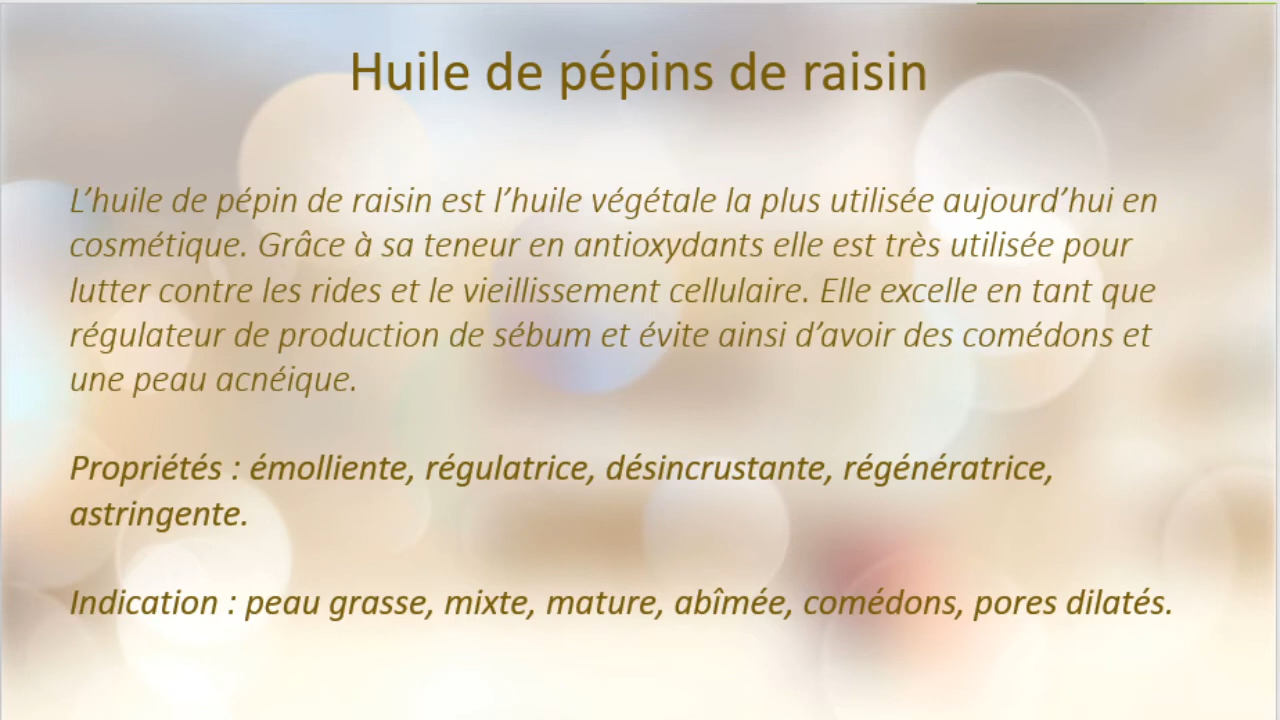 Huile de pépins de raisin
L’huile de pépin de raisin est l’huile végétale la plus utilisée aujourd’hui en
cosmétique. Grâce à sa teneur en antioxydants elle est très utilisée pour
lutter contre les rides et le vieillissement cellulaire. Elle excelle en tant que
régulateur de production de sébum et évite ainsi d’avoir des comédons et
une peau acnéique.
Propriétés : émolliente, régulatrice, désincrustante, régénératrice,
astringente.
Indication : peau grasse, mixte, mature, abîmée, comédons, pores dilatés.